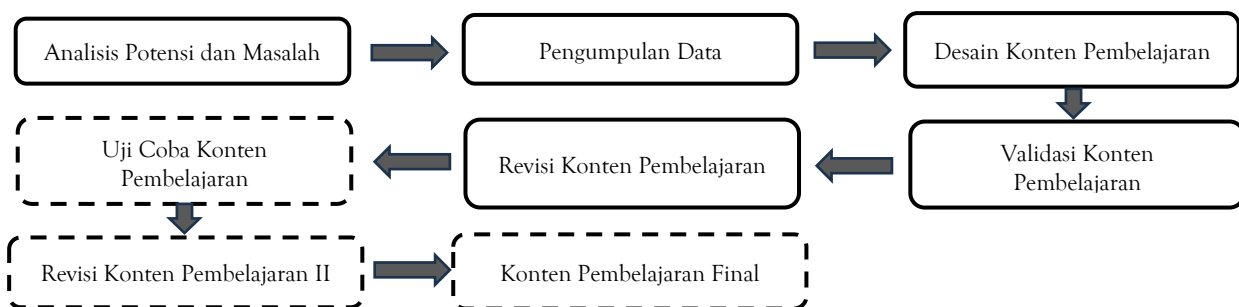 Analisis Potensi dan Masalah
Pengumpulan Data
Desain Konten Pembelajaran
Validasi Konten
Pembelajaran
Revisi Konten Pembelajaran
Uji Coba Konten
Pembelajaran
Revisi Konten Pembelajaran II
Konten Pembelajaran Final